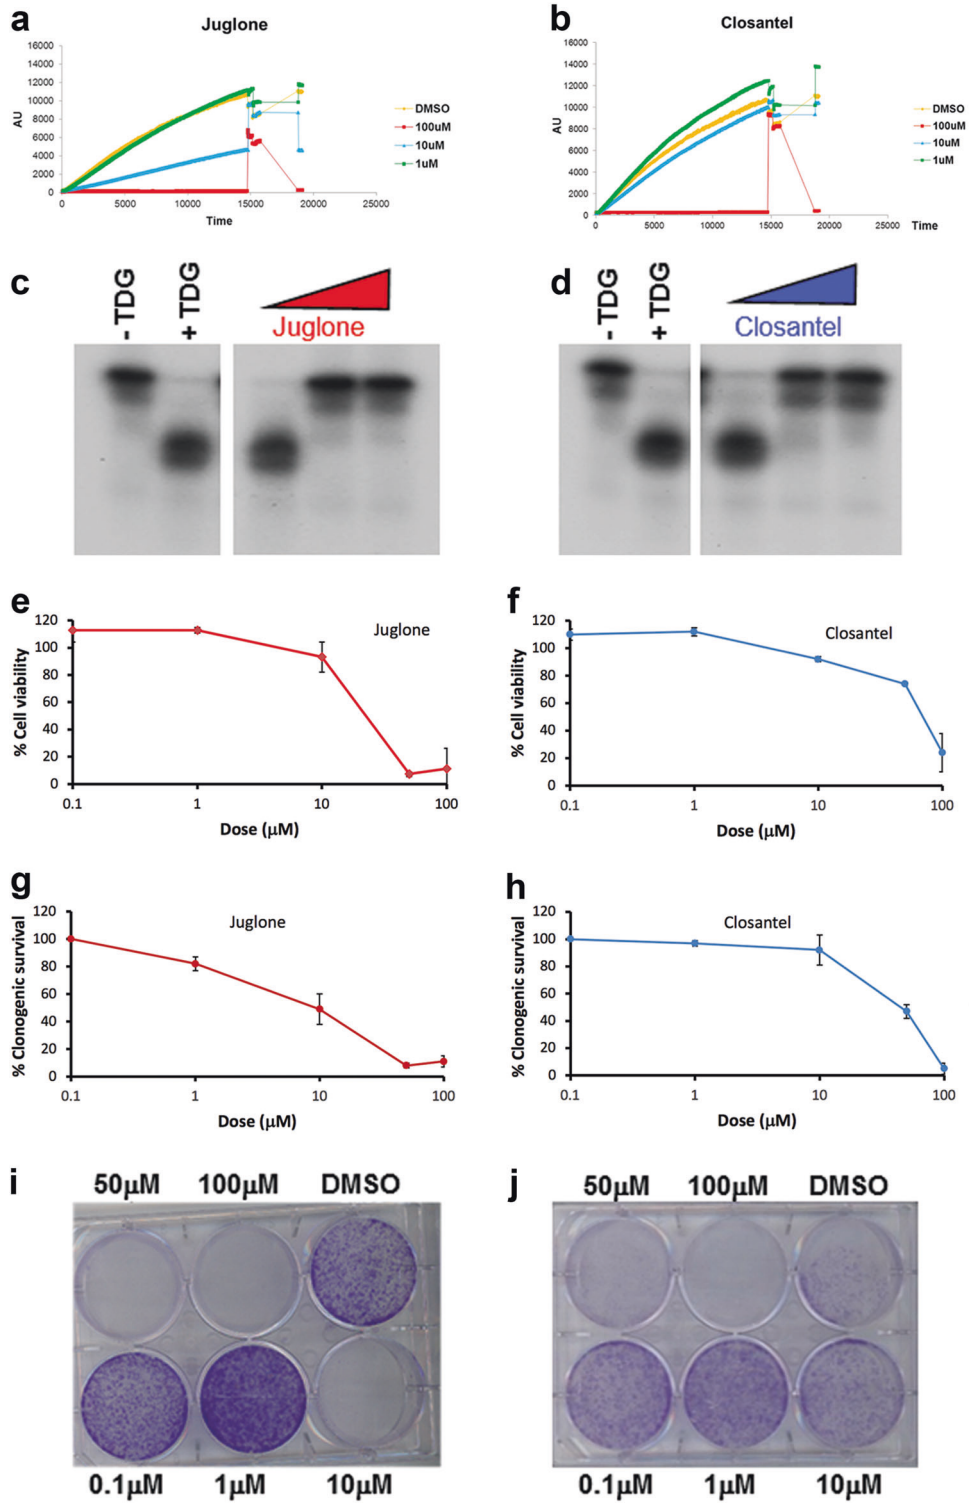 a
Juglone
16000
14000
12000
10000
8000
6000
4000
2000
0
AU
0 5000 10000 15000 20000 25000
Time
DMSO
100uM
10uM
1uM
b
Closantel
16000
14000
12000
10000
8000
6000
4000
2000
0
AU
0 5000 10000 15000 20000 25000 Time
DMSO
100uM
10uM
1uM
c
- TDG
+ TDG
Juglone
d
- TDG
+ TDG
Closantel
e
Juglone
120
100
80
60
40
20
0
% Cell viability
0.1 1 10 100
Dose (μM)
f
Closantel
120
100
80
60
40
20
0
% Cell viability
0.1 1 10 100
Dose (μM)
g
Juglone
120
100
80
60
40
20
0
% Clonogenic survival
0.1 1 10 100
Dose (μM)
h
Closantel
120
100
80
60
40
20
0
% Clonogenic survival
0.1 1 10 100
Dose (μM)
i
50μM 100μM DMSO
0.1μM 1μM 10μM
j
50μM 100μM DMSO
0.1μM 1μM 10μM